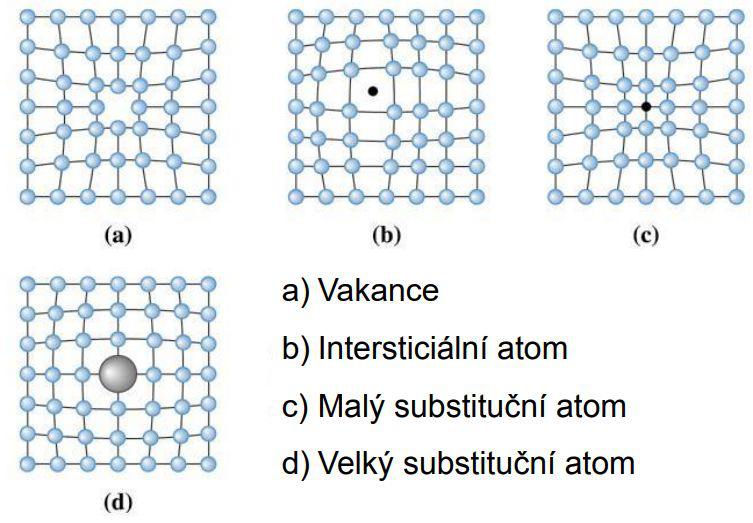 (a)
(b)
(c)
a) Vakance
b) Intersticiální atom
c) Malý substituční atom
d) Velký substituční atom
(d)